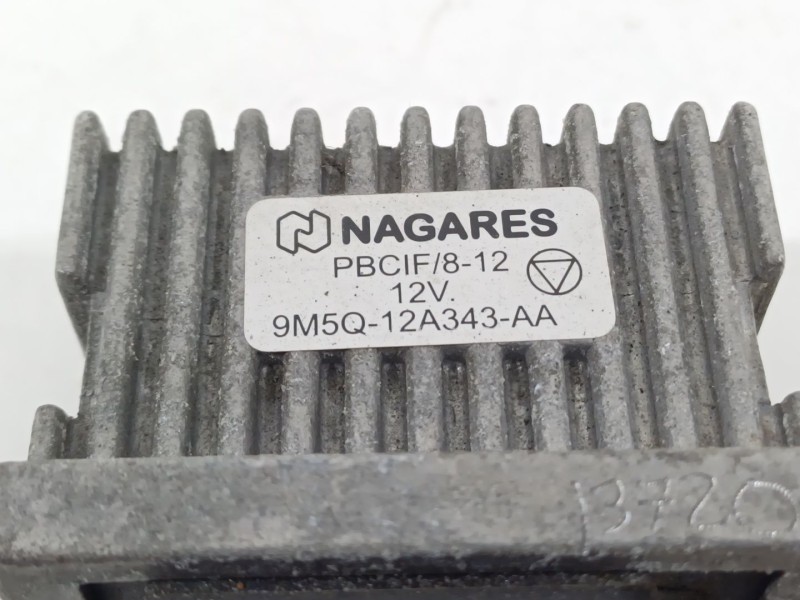 NAGARES
PBCIF/8-12
12V.
9M5Q-12A343-AA